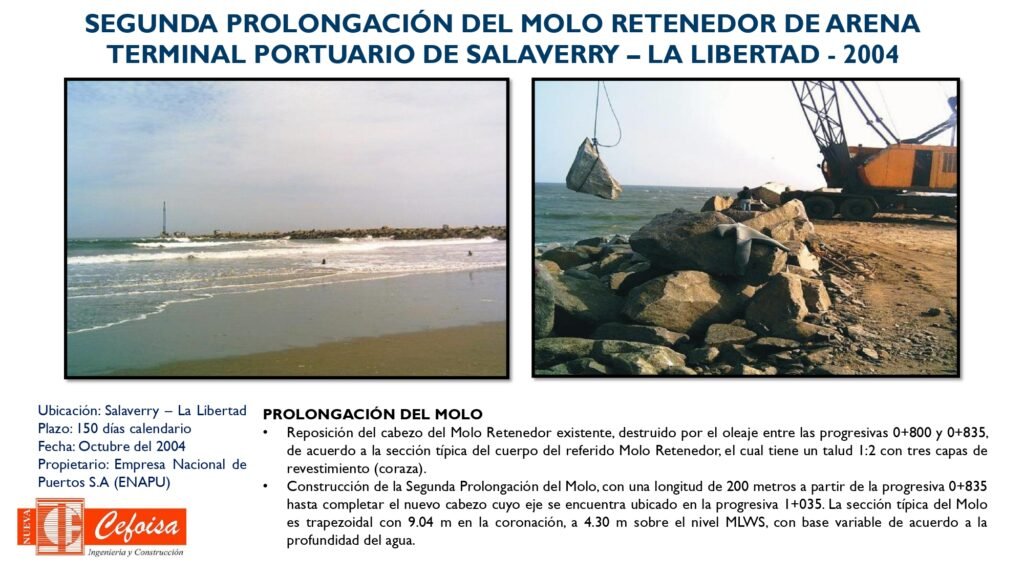 SEGUNDA PROLONGACIÓN DEL MOLO RETENEDOR DE ARENA
TERMINAL PORTUARIO DE SALAVERRY – LA LIBERTAD - 2004
Ubicación: Salaverry – La Libertad
Plazo: 150 días calendario
Fecha: Octubre del 2004
Propietario: Empresa Nacional de
Puertos S.A (ENAPU)
PROLONGACIÓN DEL MOLO
• Reposición del cabezo del Molo Retenedor existente, destruido por el oleaje entre las progresivas 0+800 y 0+835,
de acuerdo a la sección típica del cuerpo del referido Molo Retenedor, el cual tiene un talud 1:2 con tres capas de
revestimiento (coraza).
• Construcción de la Segunda Prolongación del Molo, con una longitud de 200 metros a partir de la progresiva 0+835
hasta completar el nuevo cabezo cuyo eje se encuentra ubicado en la progresiva 1+035. La sección típica del Molo
es trapezoidal con 9.04 m en la coronación, a 4.30 m sobre el nivel MLWS, con base variable de acuerdo a la
profundidad del agua.
NUEVA
Cefoisa
Ingeniería y Construcción